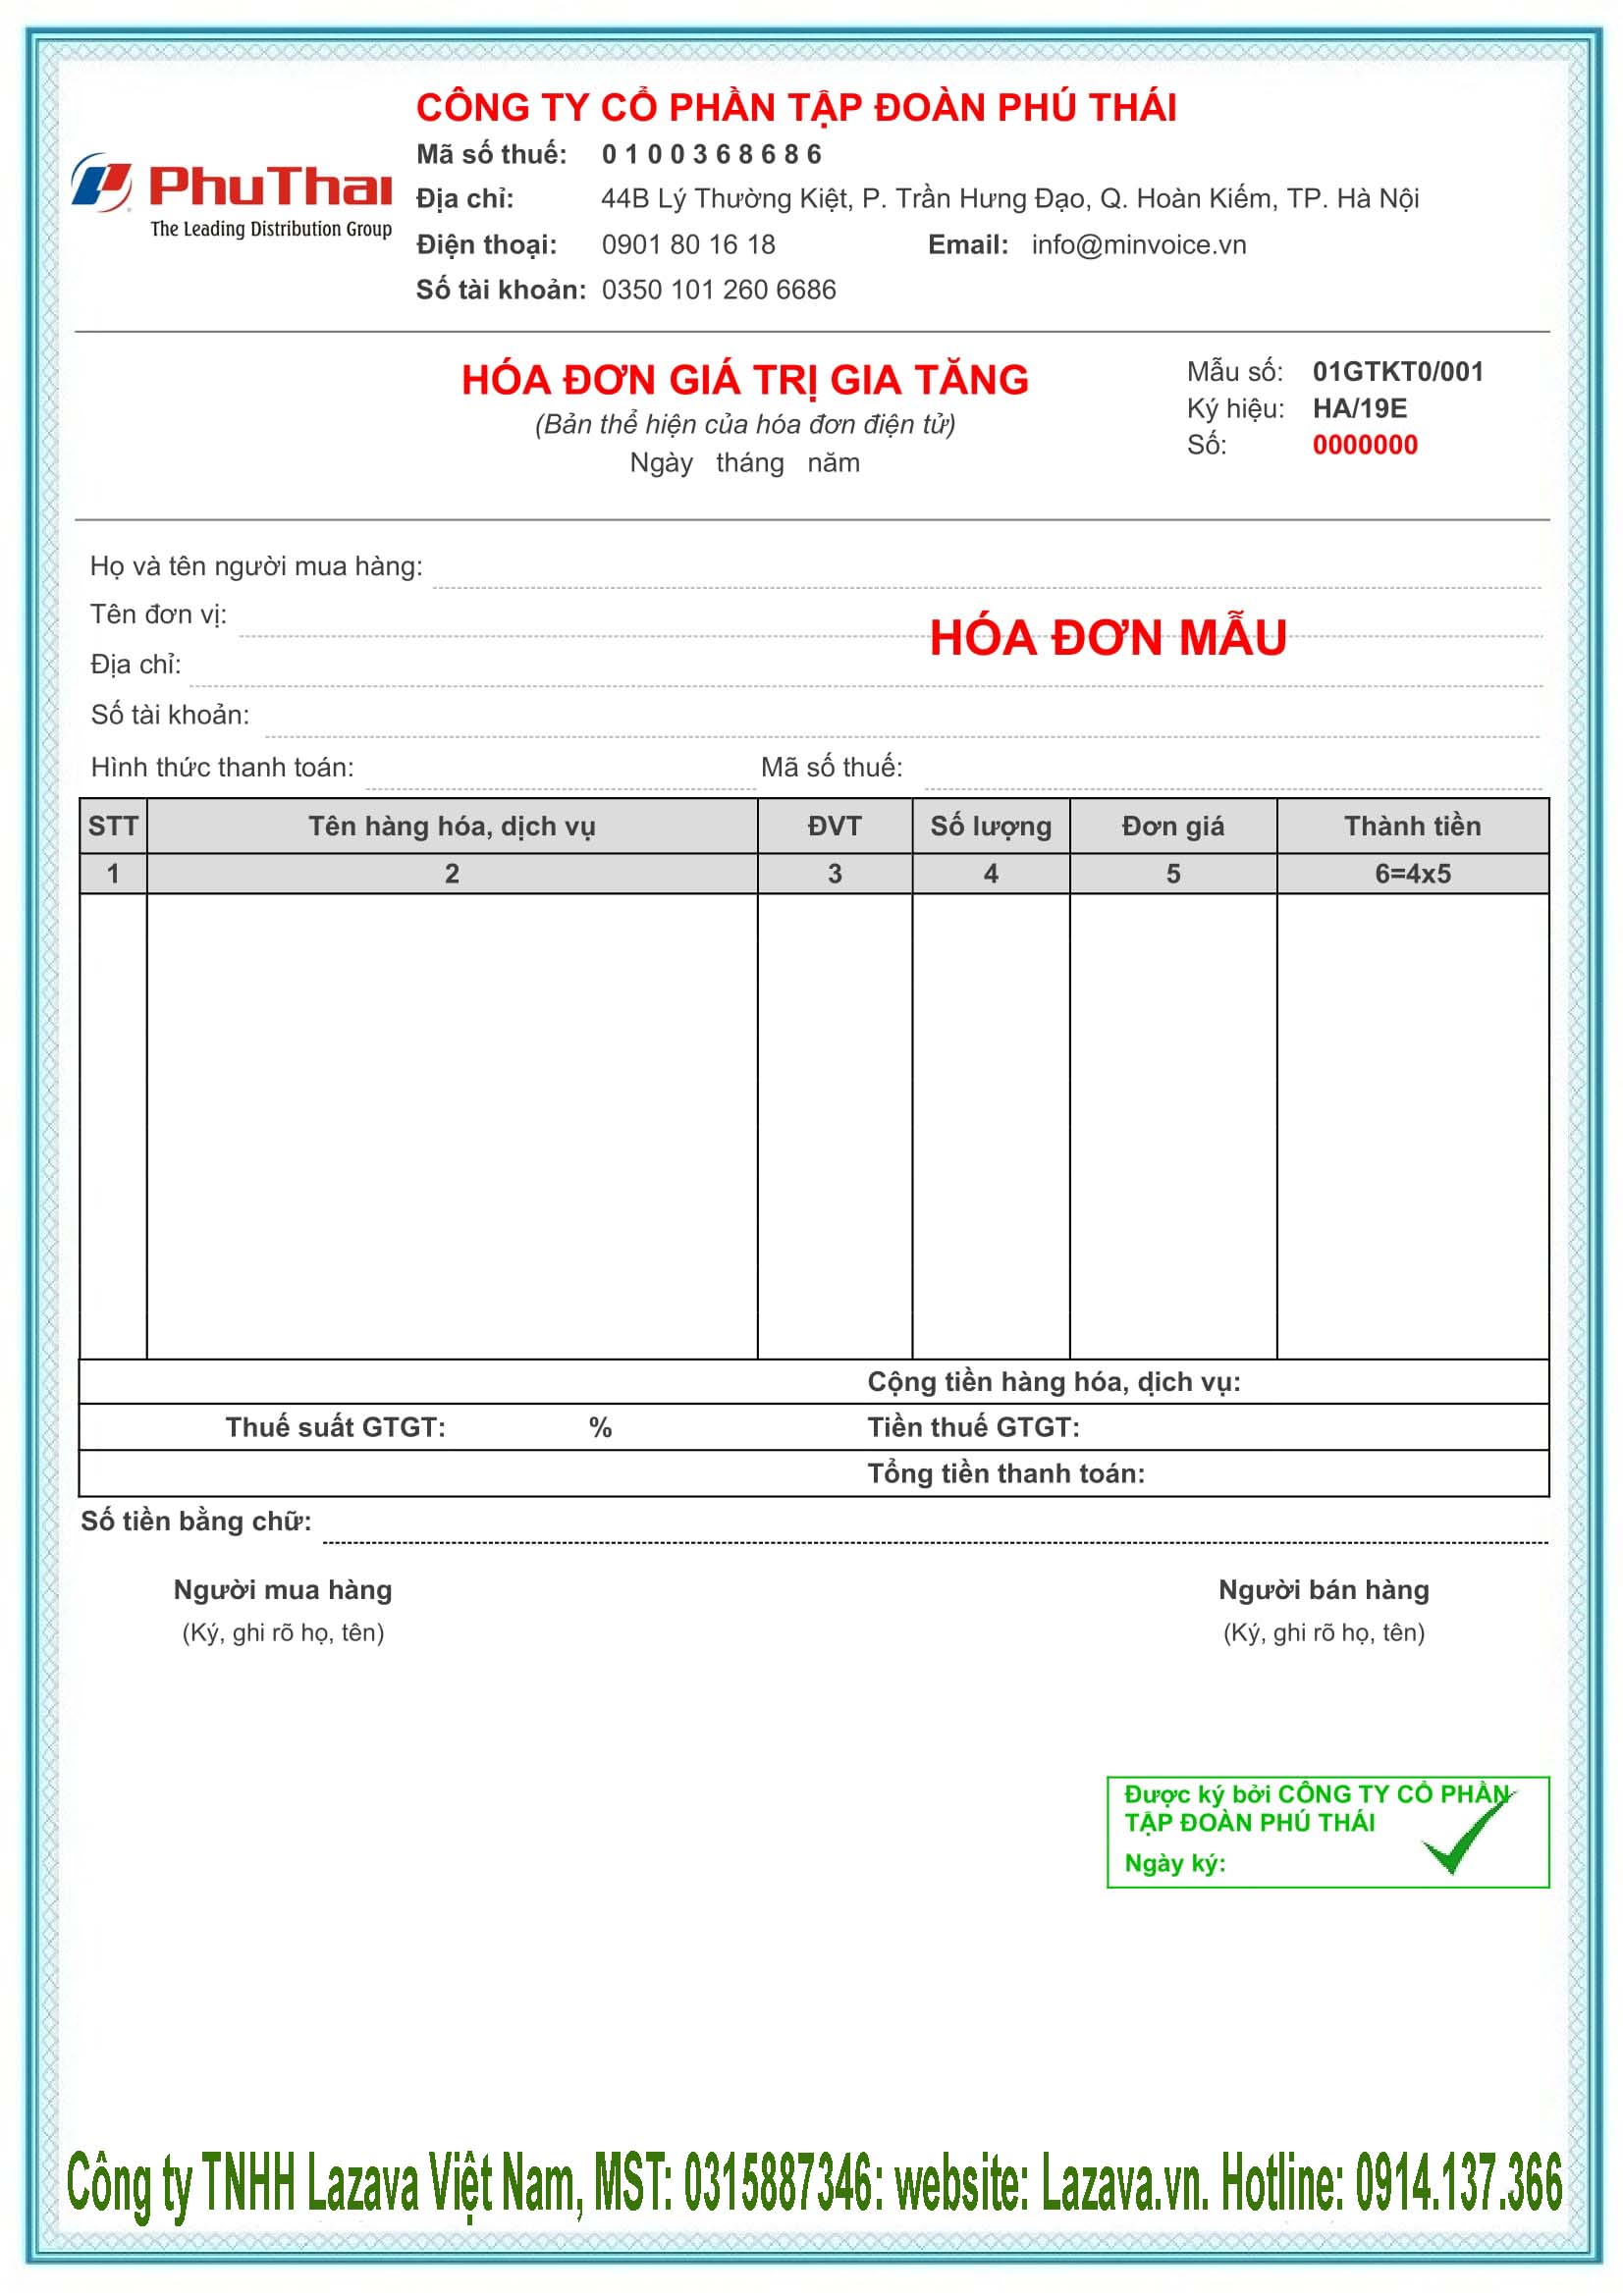 CÔNG TY CỔ PHẦN TẬP ĐOÀN PHÚ THÁI
PhuThai
The Leading Distribution Group
Mã số thuế: 0 1 0 0 3 6 8 6 8 6
Địa chỉ: 44B Lý Thường Kiệt, P. Trần Hưng Đạo, Q. Hoàn Kiếm, TP. Hà Nội
Điện thoại: 0901 80 16 18 Email: info@minvoice.vn
Số tài khoản: 0350 101 260 6686
HÓA ĐƠN GIÁ TRỊ GIA TĂNG
(Bản thể hiện của hóa đơn điện tử)
Ngày tháng năm
Mẫu số: 01GTKT0/001
Ký hiệu: HA/19E
Số: 0000000
Họ và tên người mua hàng:
Tên đơn vị:
HÓA ĐƠN MẪU
Địa chỉ:
Số tài khoản:
Hình thức thanh toán: Mã số thuế:
STT Tên hàng hóa, dịch vụ ĐVT Số lượng Đơn giá Thành tiền
1 2 3 4 5 6=4x5
Cộng tiền hàng hóa, dịch vụ:
Thuế suất GTGT: % Tiền thuế GTGT:
Tổng tiền thanh toán:
Số tiền bằng chữ:
Người mua hàng Người bán hàng
(Ký, ghi rõ họ, tên) (Ký, ghi rõ họ, tên)
Được ký bởi CÔNG TY CỔ PHẦN
TẬP ĐOÀN PHÚ THÁI
Ngày ký:
Công ty TNHH Lazava Việt Nam, MST: 0315887346: website: Lazava.vn. Hotline: 0914.137.366